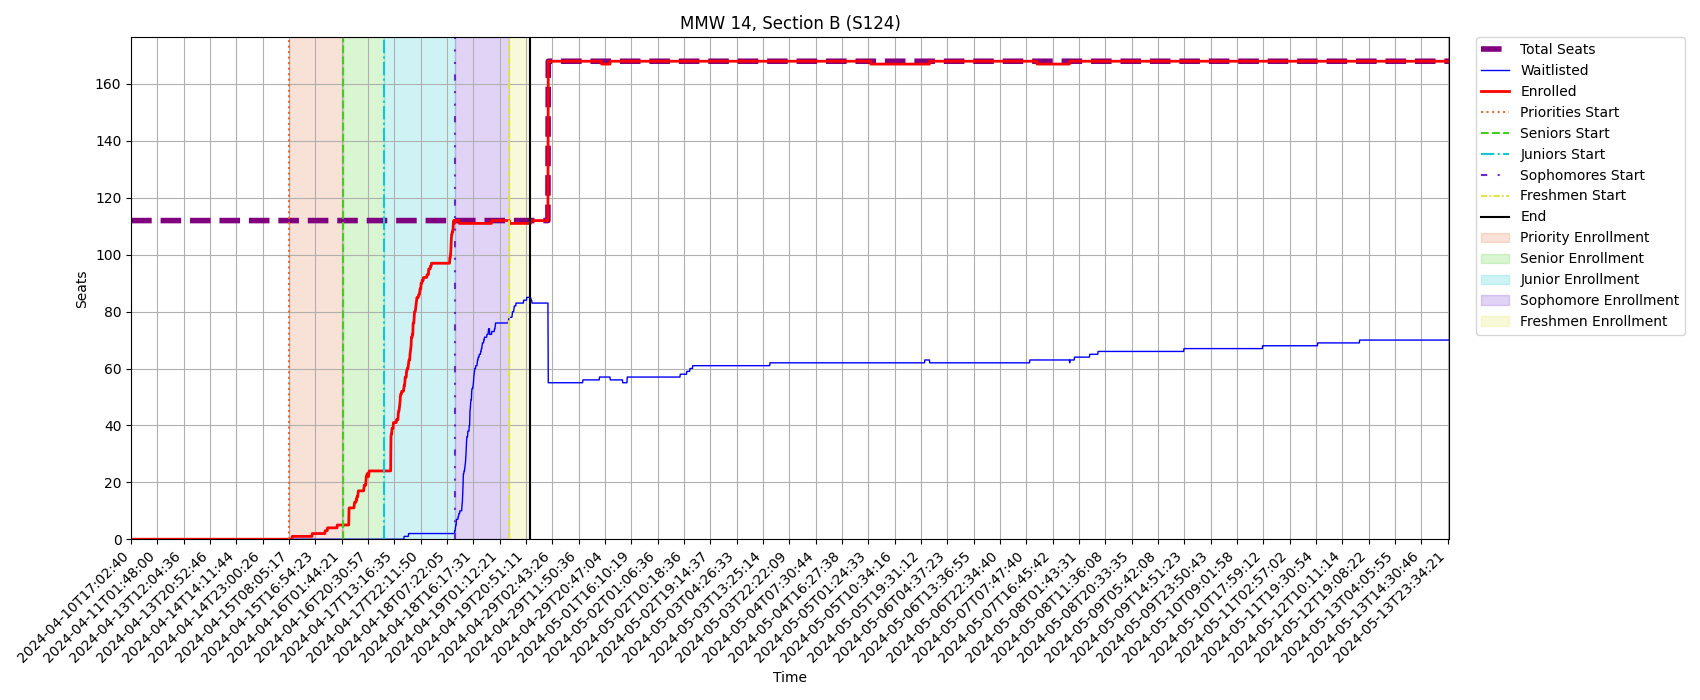 MMW 14, Section B (S124)
Seats
160
140
120
100
80
60
40
20
0
2024-04-10T17:02:40
2024-04-11T01:48:00
2024-04-13T12:04:36
2024-04-13T20:52:46
2024-04-14T14:11:44
2024-04-14T23:00:26
2024-04-15T08:05:17
2024-04-15T16:54:23
2024-04-16T01:44:21
2024-04-16T20:30:57
2024-04-17T13:16:35
2024-04-17T22:11:50
2024-04-18T07:22:05
2024-04-18T16:17:31
2024-04-19T01:12:21
2024-04-19T20:51:11
2024-04-29T02:43:26
2024-04-29T11:50:36
2024-04-29T20:47:04
2024-05-01T16:10:19
2024-05-02T01:06:36
2024-05-02T10:18:36
2024-05-02T19:14:37
2024-05-03T04:26:33
2024-05-03T13:25:14
2024-05-03T22:22:09
2024-05-04T07:30:44
2024-05-04T16:27:38
2024-05-05T01:24:33
2024-05-05T10:34:16
2024-05-05T19:31:12
2024-05-06T04:37:23
2024-05-06T13:36:55
2024-05-06T22:34:40
2024-05-07T07:47:40
2024-05-07T16:45:42
2024-05-08T01:43:31
2024-05-08T11:36:08
2024-05-08T20:33:35
2024-05-09T05:42:08
2024-05-09T14:51:23
2024-05-09T23:50:43
2024-05-10T09:01:58
2024-05-10T17:59:12
2024-05-11T02:57:02
2024-05-11T19:30:54
2024-05-12T10:11:14
2024-05-12T19:08:22
2024-05-13T04:05:55
2024-05-13T14:30:46
2024-05-13T23:34:21
Time
Total Seats
Waitlisted
Enrolled
Priorities Start
Seniors Start
Juniors Start
Sophomores Start
Freshmen Start
End
Priority Enrollment
Senior Enrollment
Junior Enrollment
Sophomore Enrollment
Freshmen Enrollment